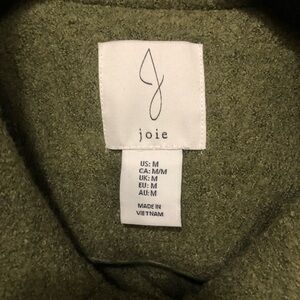 joie
US: M
CA: M/M
UK: M
EU: M
AU: M
MADE IN
VIETNAM